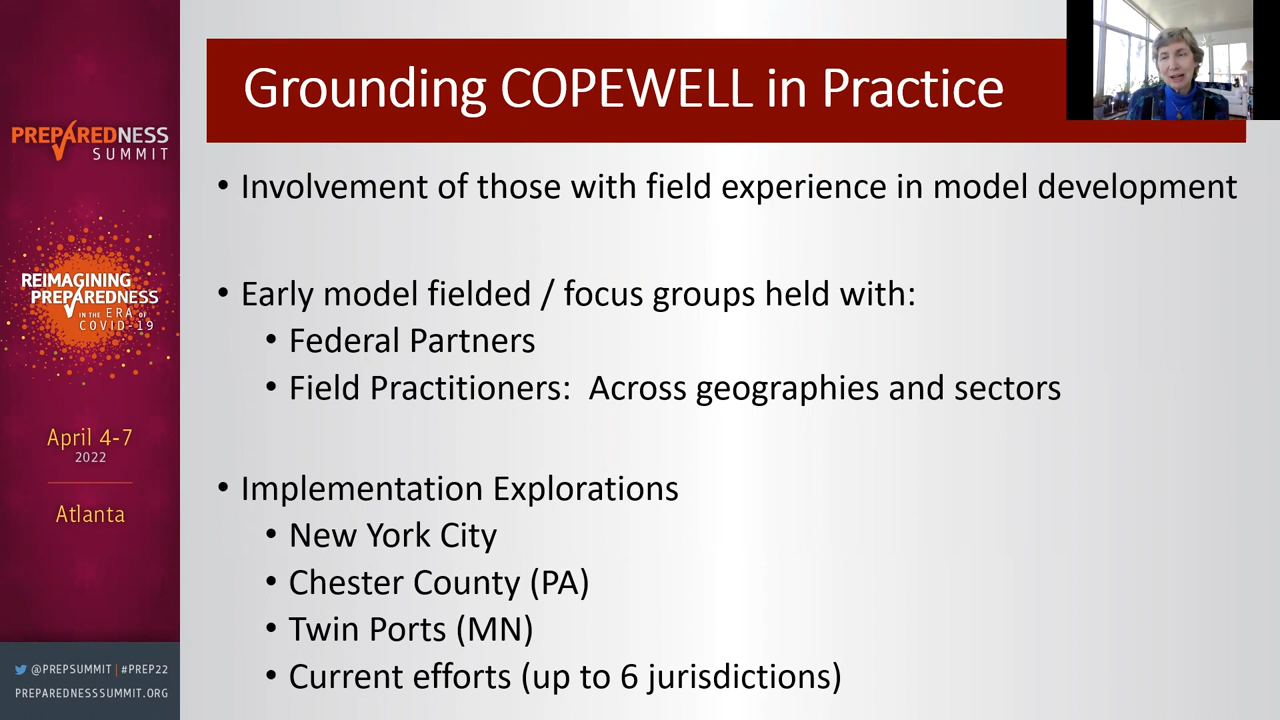 PREPAREDNESS
SUMMIT
REIMAGINING
PREPAREDNESS
IN THE ERA OF
COVID-19
April 4-7
2022
Atlanta
@PREPSUMMIT | #PREP22
PREPAREDNESSSUMMIT.ORG
Grounding COPEWELL in Practice
• Involvement of those with field experience in model development
• Early model fielded / focus groups held with:
• Federal Partners
• Field Practitioners: Across geographies and sectors
• Implementation Explorations
• New York City
• Chester County (PA)
• Twin Ports (MN)
• Current efforts (up to 6 jurisdictions)